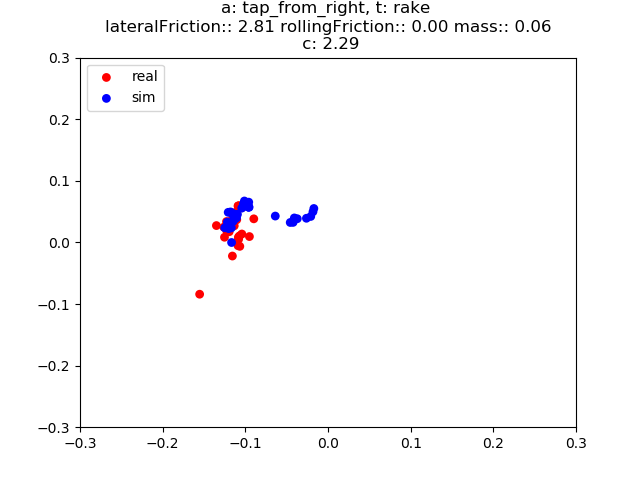 a: tap_from_right, t: rake
lateralFriction:: 2.81 rollingFriction:: 0.00 mass:: 0.06
c: 2.29
real
sim
0.3
0.2
0.1
0.0
−0.1
−0.2
−0.3
−0.3 −0.2 −0.1 0.0 0.1 0.2 0.3